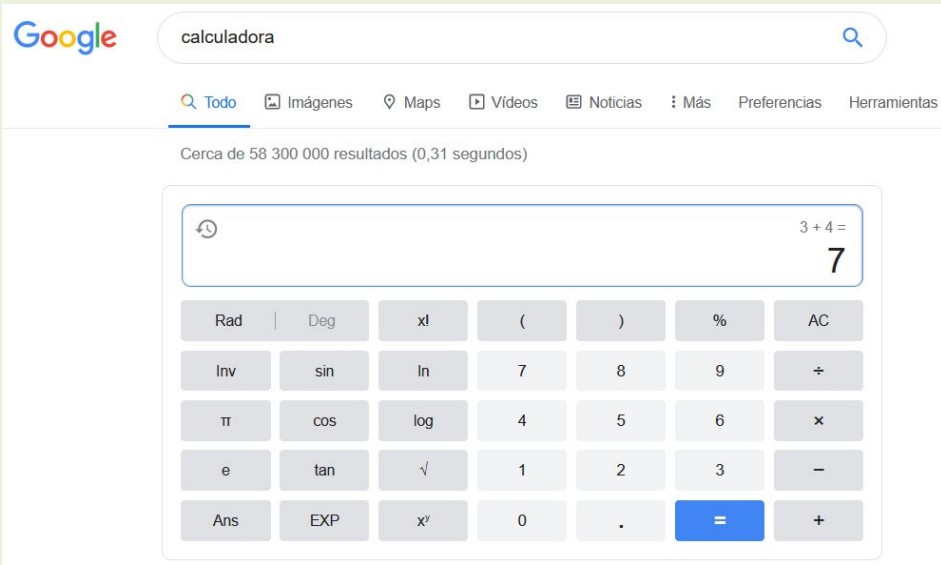 Google calculadora
Todo Imágenes Maps Vídeos Noticias Más Preferencias Herramientas
Cerca de 58 300 000 resultados (0,31 segundos)
3 + 4 =
7
Rad Deg x! ( ) % AC
Inv sin ln 7 8 9 ÷
π cos log 4 5 6 ×
e tan √ 1 2 3 −
Ans EXP xʸ 0 . = +